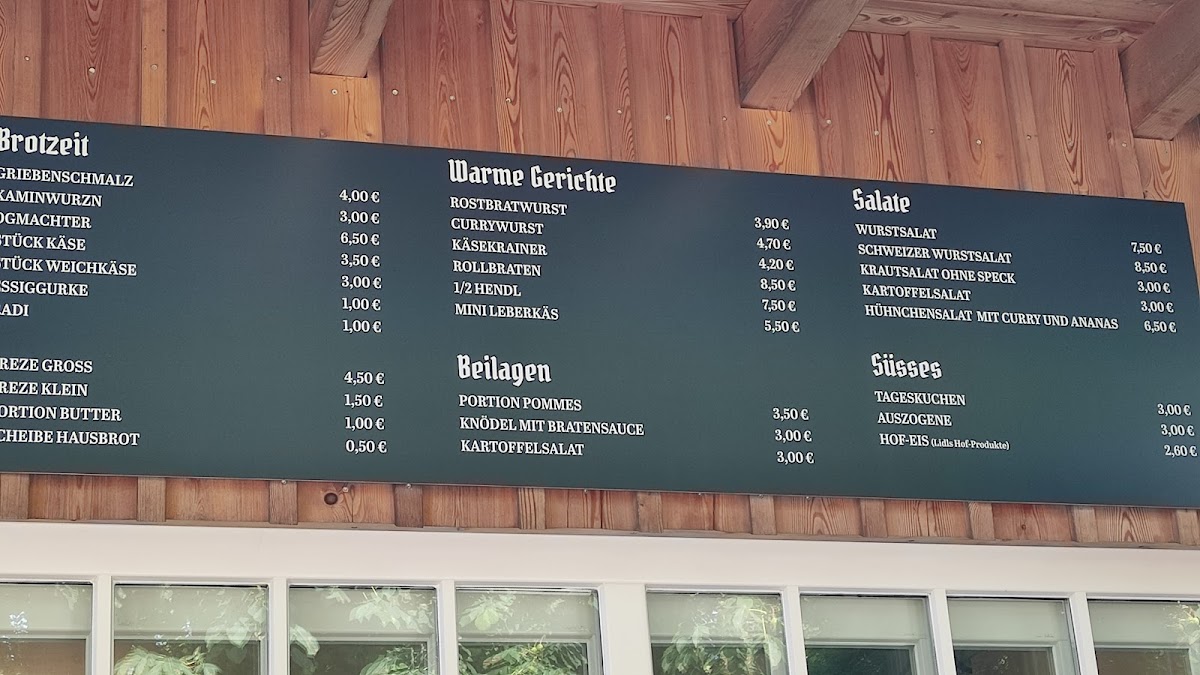 Brotzeit
GRIEBENSCHMALZ 4,00 €
KAMINWURZN 3,00 €
OGMACHTER 6,50 €
STÜCK KÄSE 3,50 €
STÜCK WEICHKÄSE 3,00 €
ESSIGGURKE 1,00 €
RADI 1,00 €
REZE GROSS 4,50 €
REZE KLEIN 1,50 €
ORTION BUTTER 1,00 €
CHEIBE HAUSBROT 0,50 €
Warme Gerichte
ROSTBRATWURST 3,90 €
CURRYWURST 4,70 €
KÄSEKRAINER 4,20 €
ROLLBRATEN 8,50 €
1/2 HENDL 7,50 €
MINI LEBERKÄS 5,50 €
Beilagen
PORTION POMMES 3,50 €
KNÖDEL MIT BRATENSAUCE 3,00 €
KARTOFFELSALAT 3,00 €
Salate
WURSTSALAT 7,50 €
SCHWEIZER WURSTSALAT 8,50 €
KRAUTSALAT OHNE SPECK 3,00 €
KARTOFFELSALAT 3,00 €
HÜHNCHENSALAT MIT CURRY UND ANANAS 6,50 €
Süsses
TAGESKUCHEN 3,00 €
AUSZOGENE 3,00 €
HOF-EIS (Lidls Hof-Produkte) 2,60 €